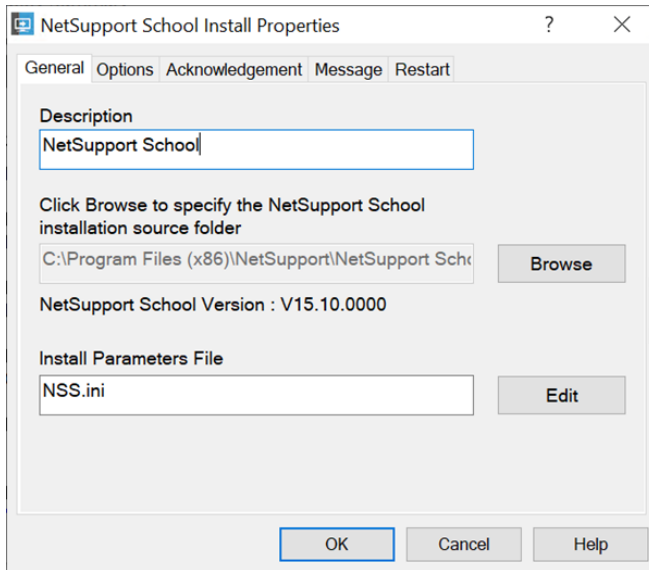 NetSupport School Install Properties
General Options Acknowledgement Message Restart
Description
NetSupport School
Click Browse to specify the NetSupport School
installation source folder
C:\Program Files (x86)\NetSupport\NetSupport Scho
Browse
NetSupport School Version : V15.10.0000
Install Parameters File
NSS.ini
Edit
OK Cancel Help